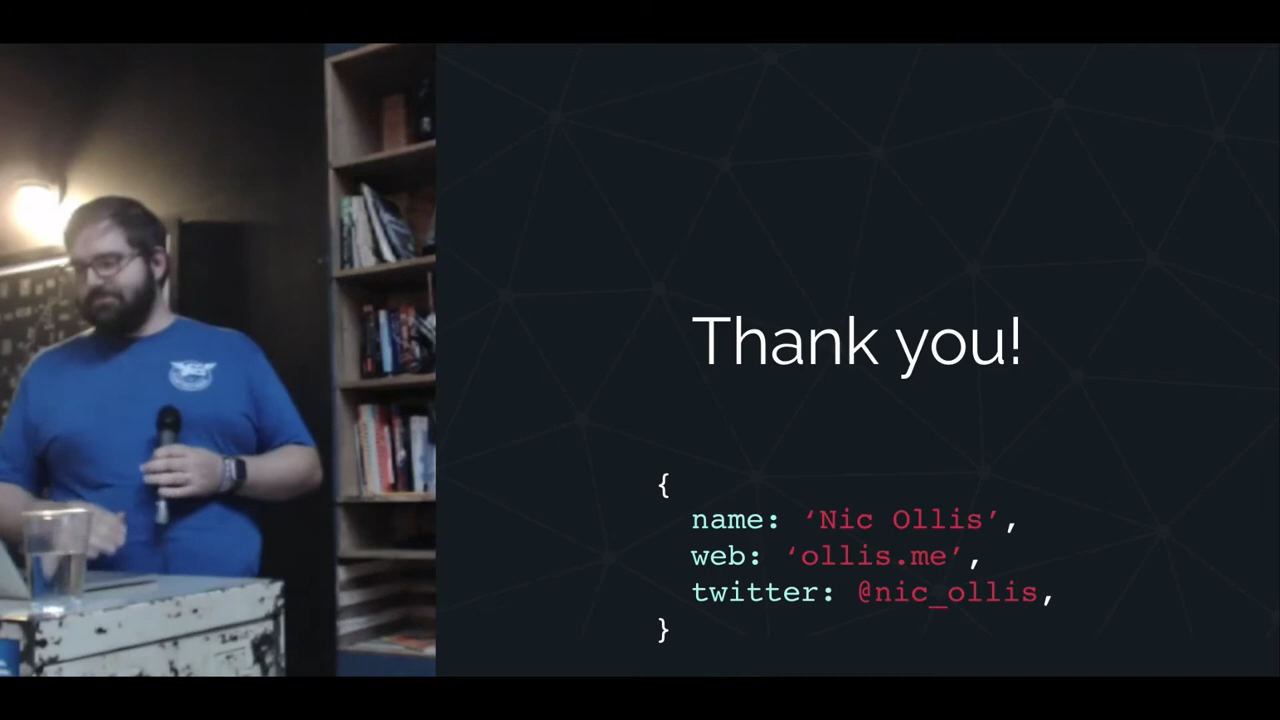 Thank you!
{
name: ‘Nic Ollis’,
web: ‘ollis.me’,
twitter: @nic_ollis,
}